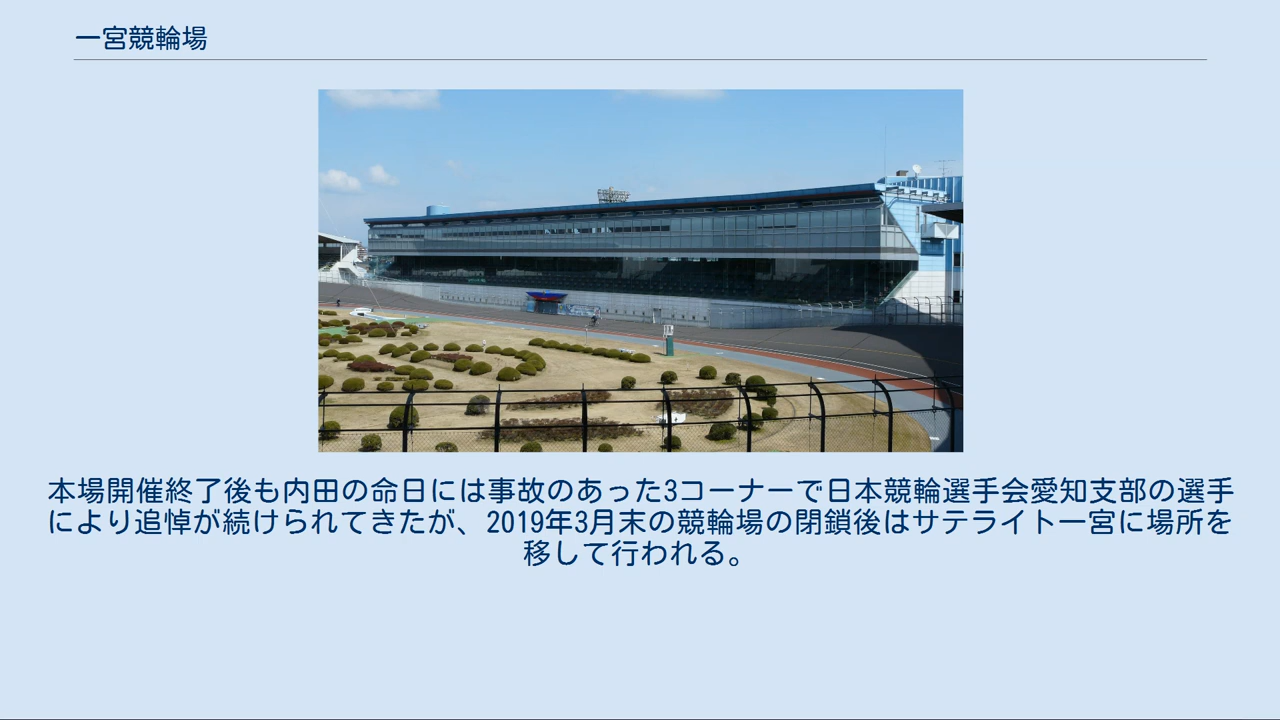 一宮競輪場
本場開催終了後も内田の命日には事故のあった3コーナーで日本競輪選手会愛知支部の選手
により追悼が続けられてきたが、2019年3月末の競輪場の閉鎖後はサテライト一宮に場所を
移して行われる。